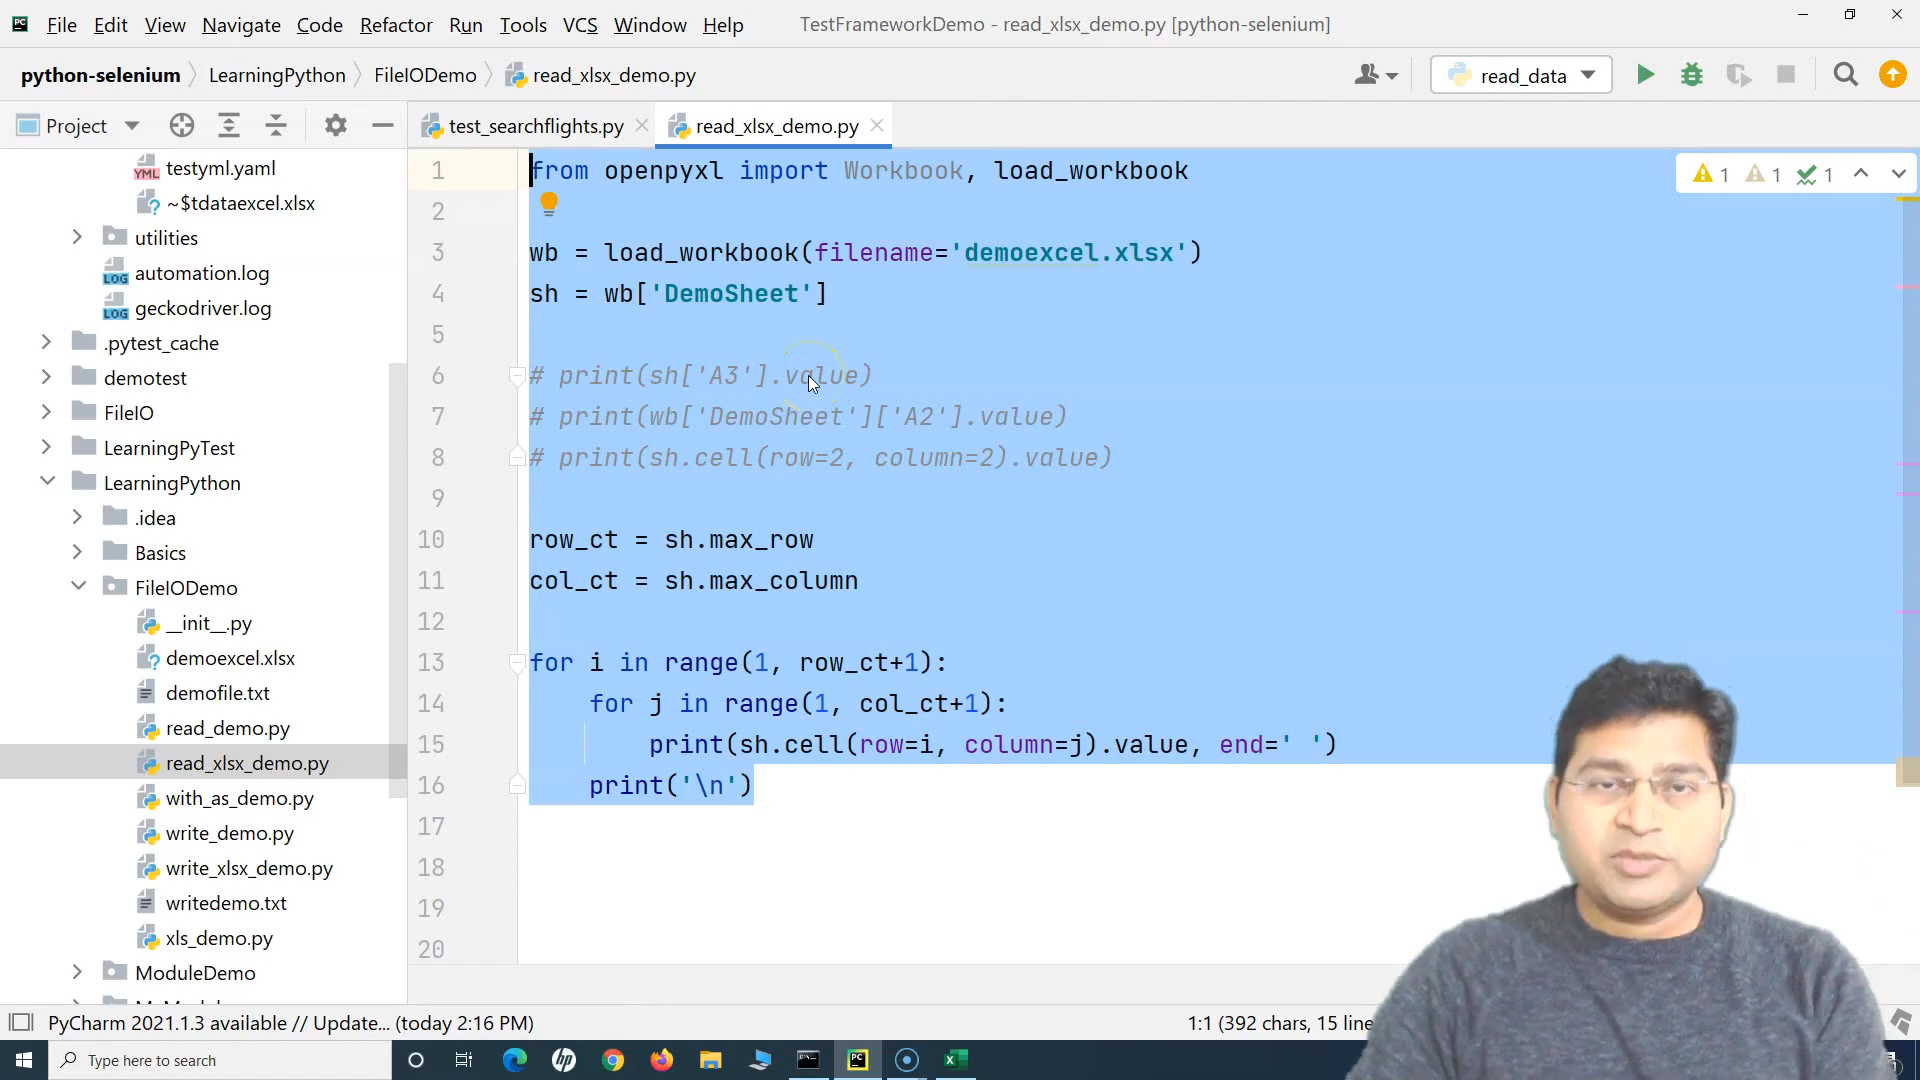 File Edit View Navigate Code Refactor Run Tools VCS Window Help
TestFrameworkDemo - read_xlsx_demo.py [python-selenium]
python-selenium LearningPython FileIODemo read_xlsx_demo.py
read_data
Project
test_searchflights.py
read_xlsx_demo.py
YML testyml.yaml
~$tdataexcel.xlsx
utilities
LOG automation.log
LOG geckodriver.log
.pytest_cache
demotest
FileIO
LearningPyTest
LearningPython
.idea
Basics
FileIODemo
__init__.py
demoexcel.xlsx
demofile.txt
read_demo.py
read_xlsx_demo.py
with_as_demo.py
write_demo.py
write_xlsx_demo.py
writedemo.txt
xls_demo.py
ModuleDemo
1 from openpyxl import Workbook, load_workbook
2
3 wb = load_workbook(filename='demoexcel.xlsx')
4 sh = wb['DemoSheet']
5
6 # print(sh['A3'].value)
7 # print(wb['DemoSheet']['A2'].value)
8 # print(sh.cell(row=2, column=2).value)
9
10 row_ct = sh.max_row
11 col_ct = sh.max_column
12
13 for i in range(1, row_ct+1):
14 for j in range(1, col_ct+1):
15 print(sh.cell(row=i, column=j).value, end=' ')
16 print('\n')
17
18
19
20
1 1 1
PyCharm 2021.1.3 available // Update... (today 2:16 PM)
1:1 (392 chars, 15 line
Type here to search
hp
PC